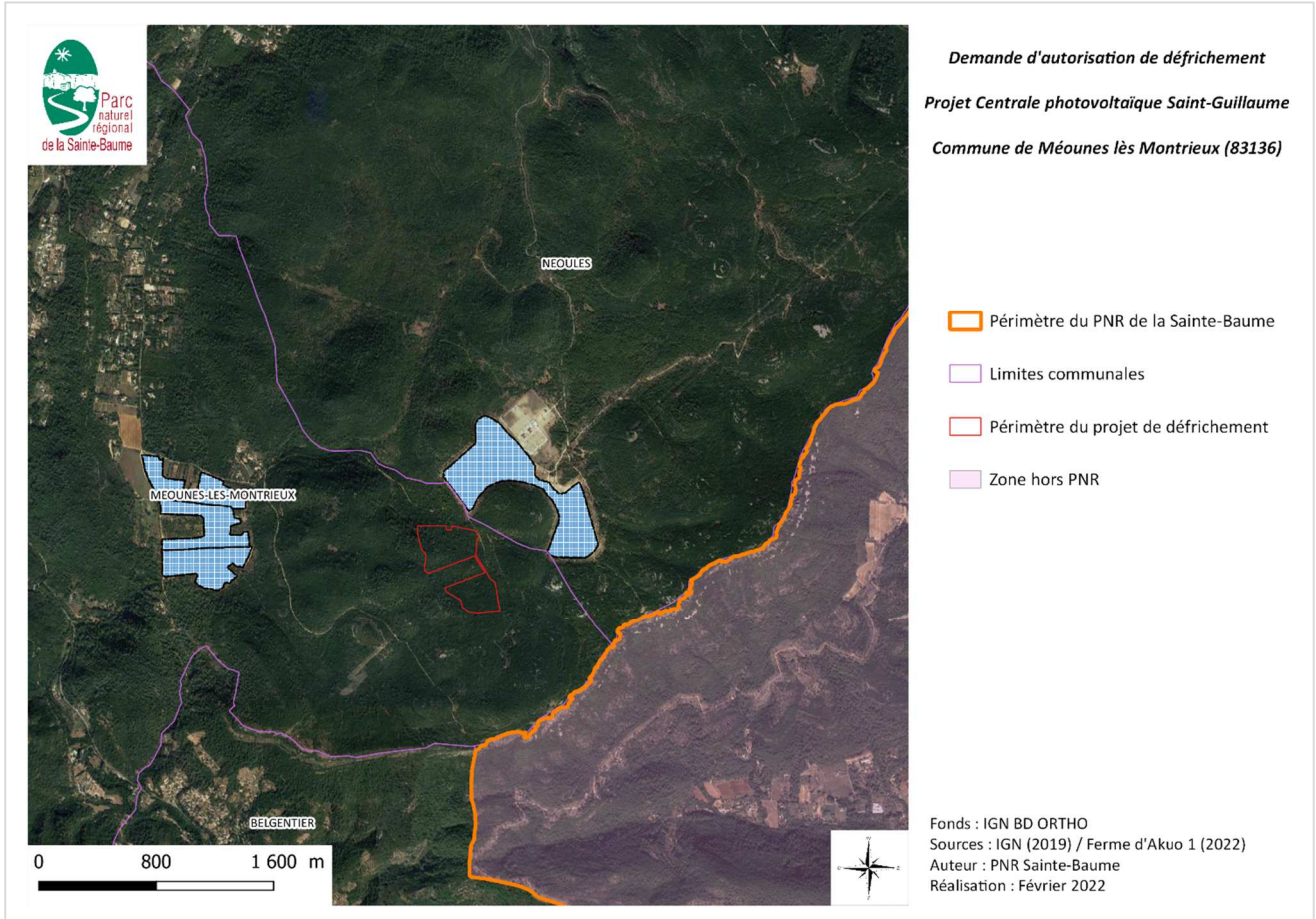 Parc
naturel
régional
de la Sainte-Baume
Demande d'autorisation de défrichement
Projet Centrale photovoltaïque Saint-Guillaume
Commune de Méounes lès Montrieux (83136)
NEOULES
MEOUNES-LES-MONTRIEUX
BELGENTIER
Périmètre du PNR de la Sainte-Baume
Limites communales
Périmètre du projet de défrichement
Zone hors PNR
0 800 1 600 m
Fonds : IGN BD ORTHO
Sources : IGN (2019) / Ferme d'Akuo 1 (2022)
Auteur : PNR Sainte-Baume
Réalisation : Février 2022